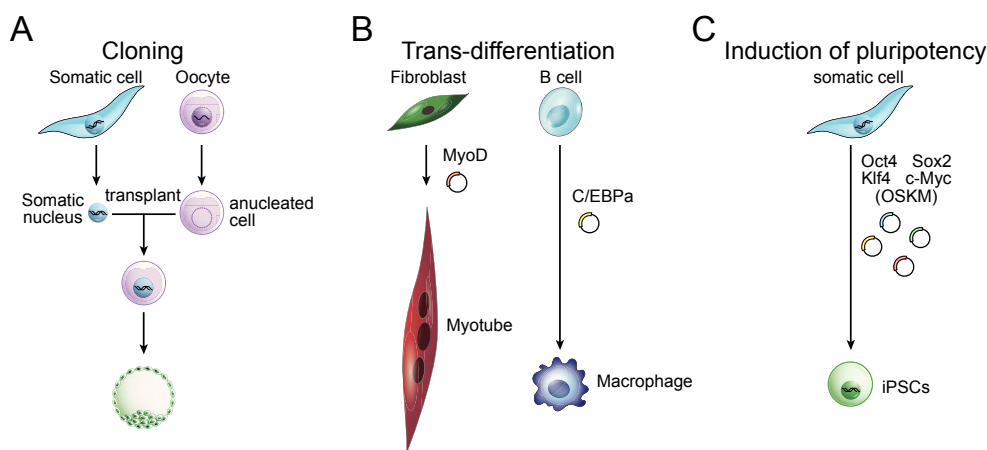 A
Cloning
Somatic cell
Oocyte
Somatic
nucleus
transplant
anucleated
cell
B
Trans-differentiation
Fibroblast
B cell
MyoD
C/EBPa
Myotube
Macrophage
C
Induction of pluripotency
somatic cell
Oct4 Sox2
Klf4 c-Myc
(OSKM)
iPSCs